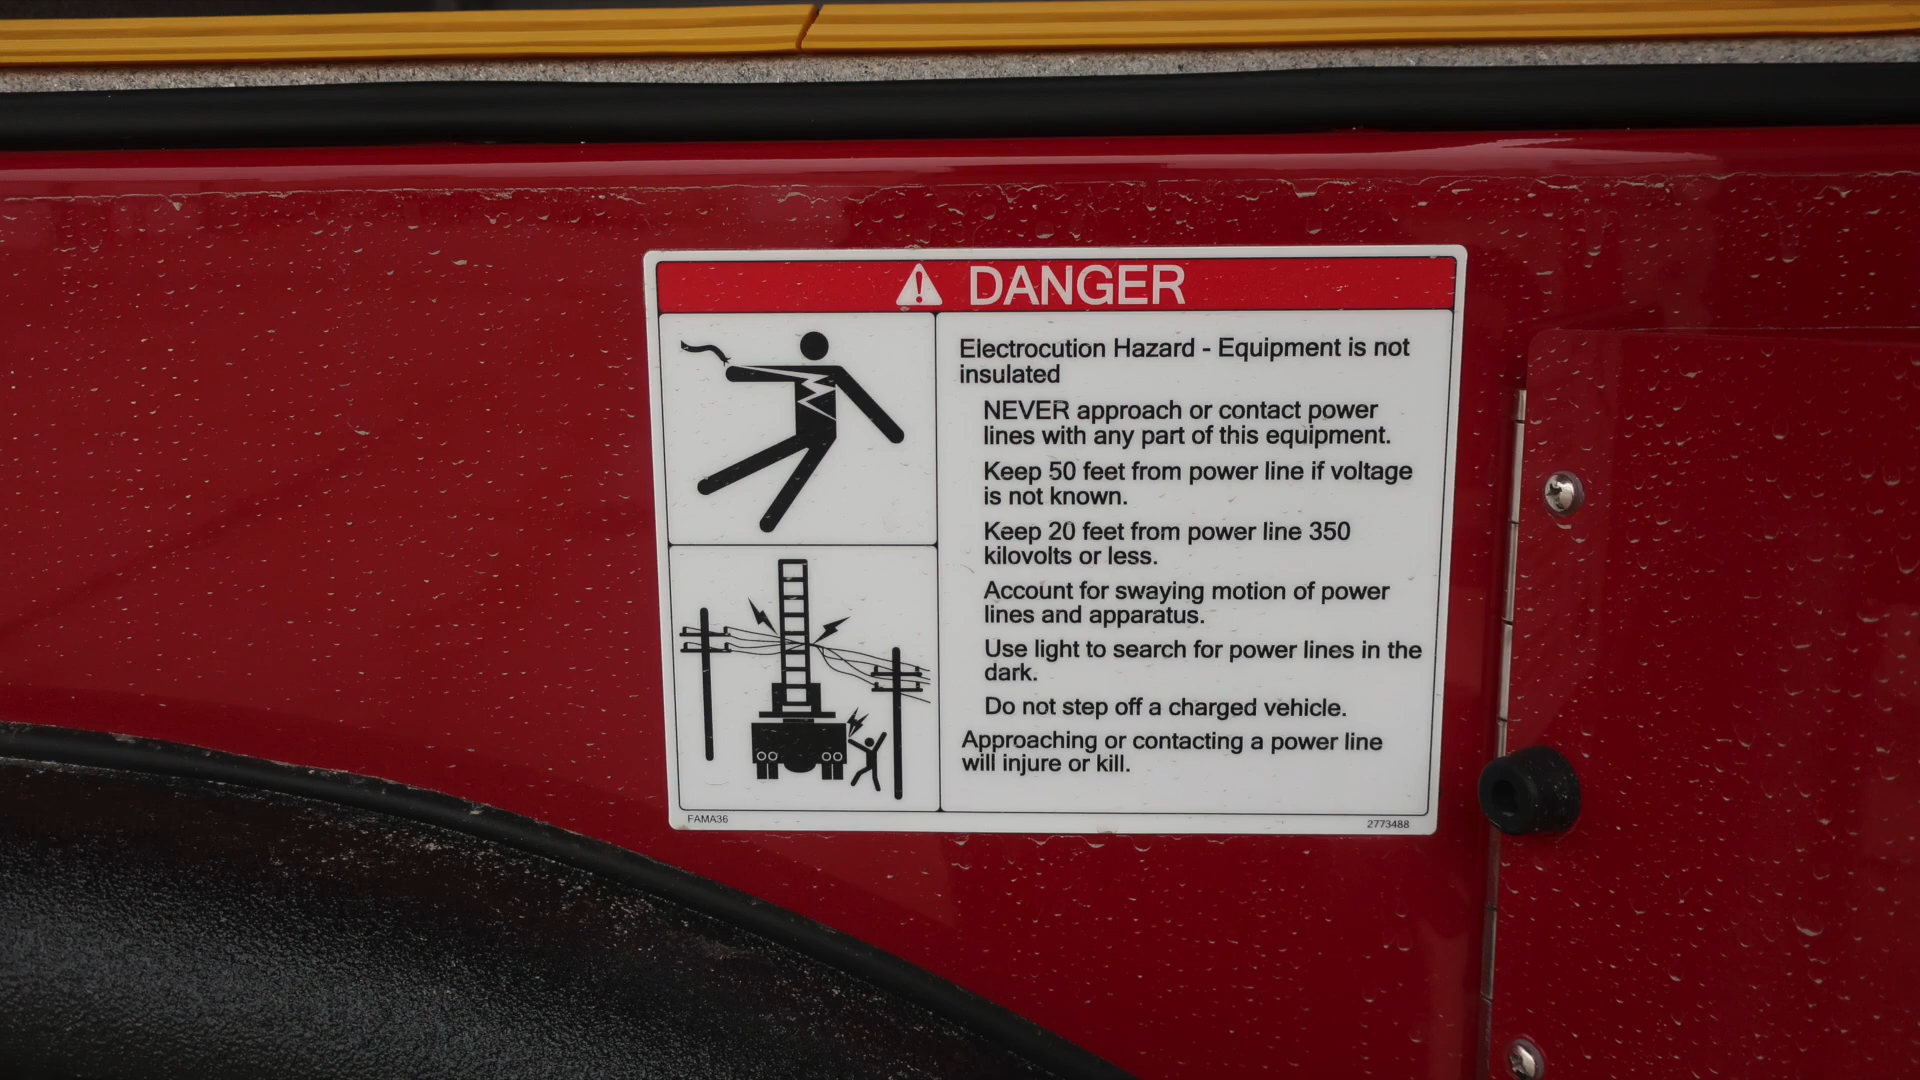 DANGER
Electrocution Hazard - Equipment is not
insulated
NEVER approach or contact power
lines with any part of this equipment.
Keep 50 feet from power line if voltage
is not known.
Keep 20 feet from power line 350
kilovolts or less.
Account for swaying motion of power
lines and apparatus.
Use light to search for power lines in the
dark.
Do not step off a charged vehicle.
Approaching or contacting a power line
will injure or kill.
FAMA36
2773488